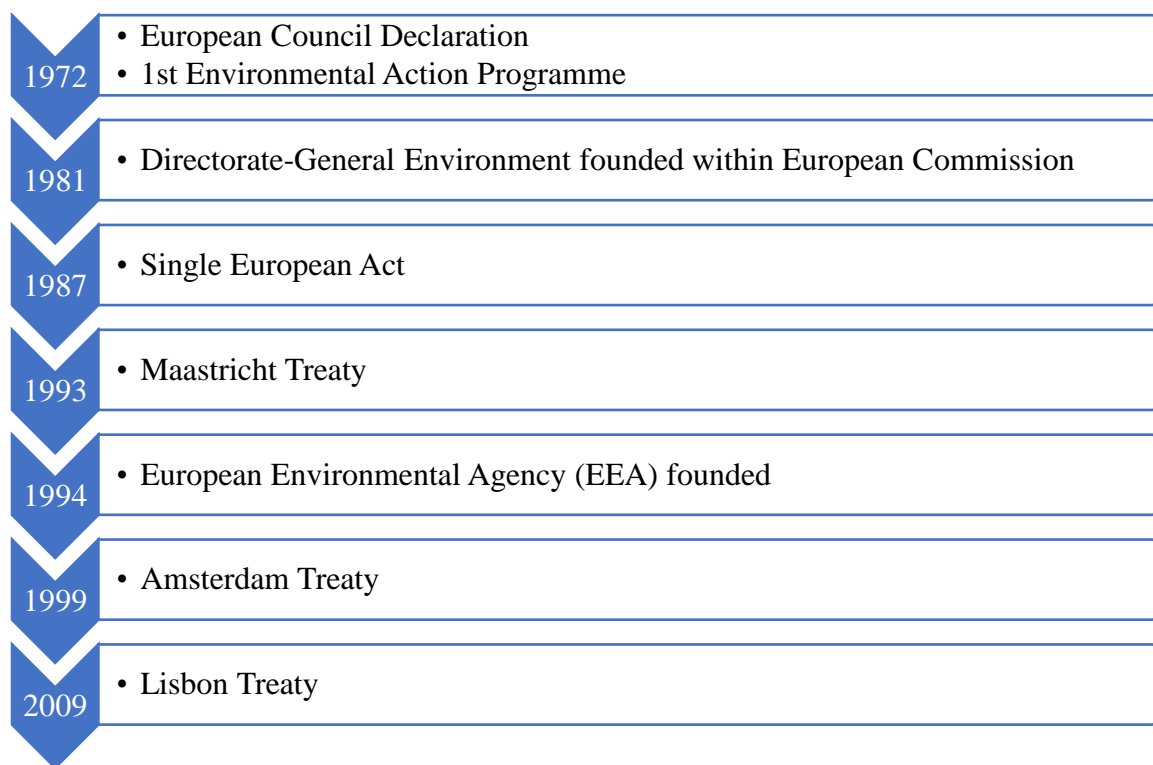 1972
• European Council Declaration
• 1st Environmental Action Programme
1981
• Directorate-General Environment founded within European Commission
1987
• Single European Act
1993
• Maastricht Treaty
1994
• European Environmental Agency (EEA) founded
1999
• Amsterdam Treaty
2009
• Lisbon Treaty